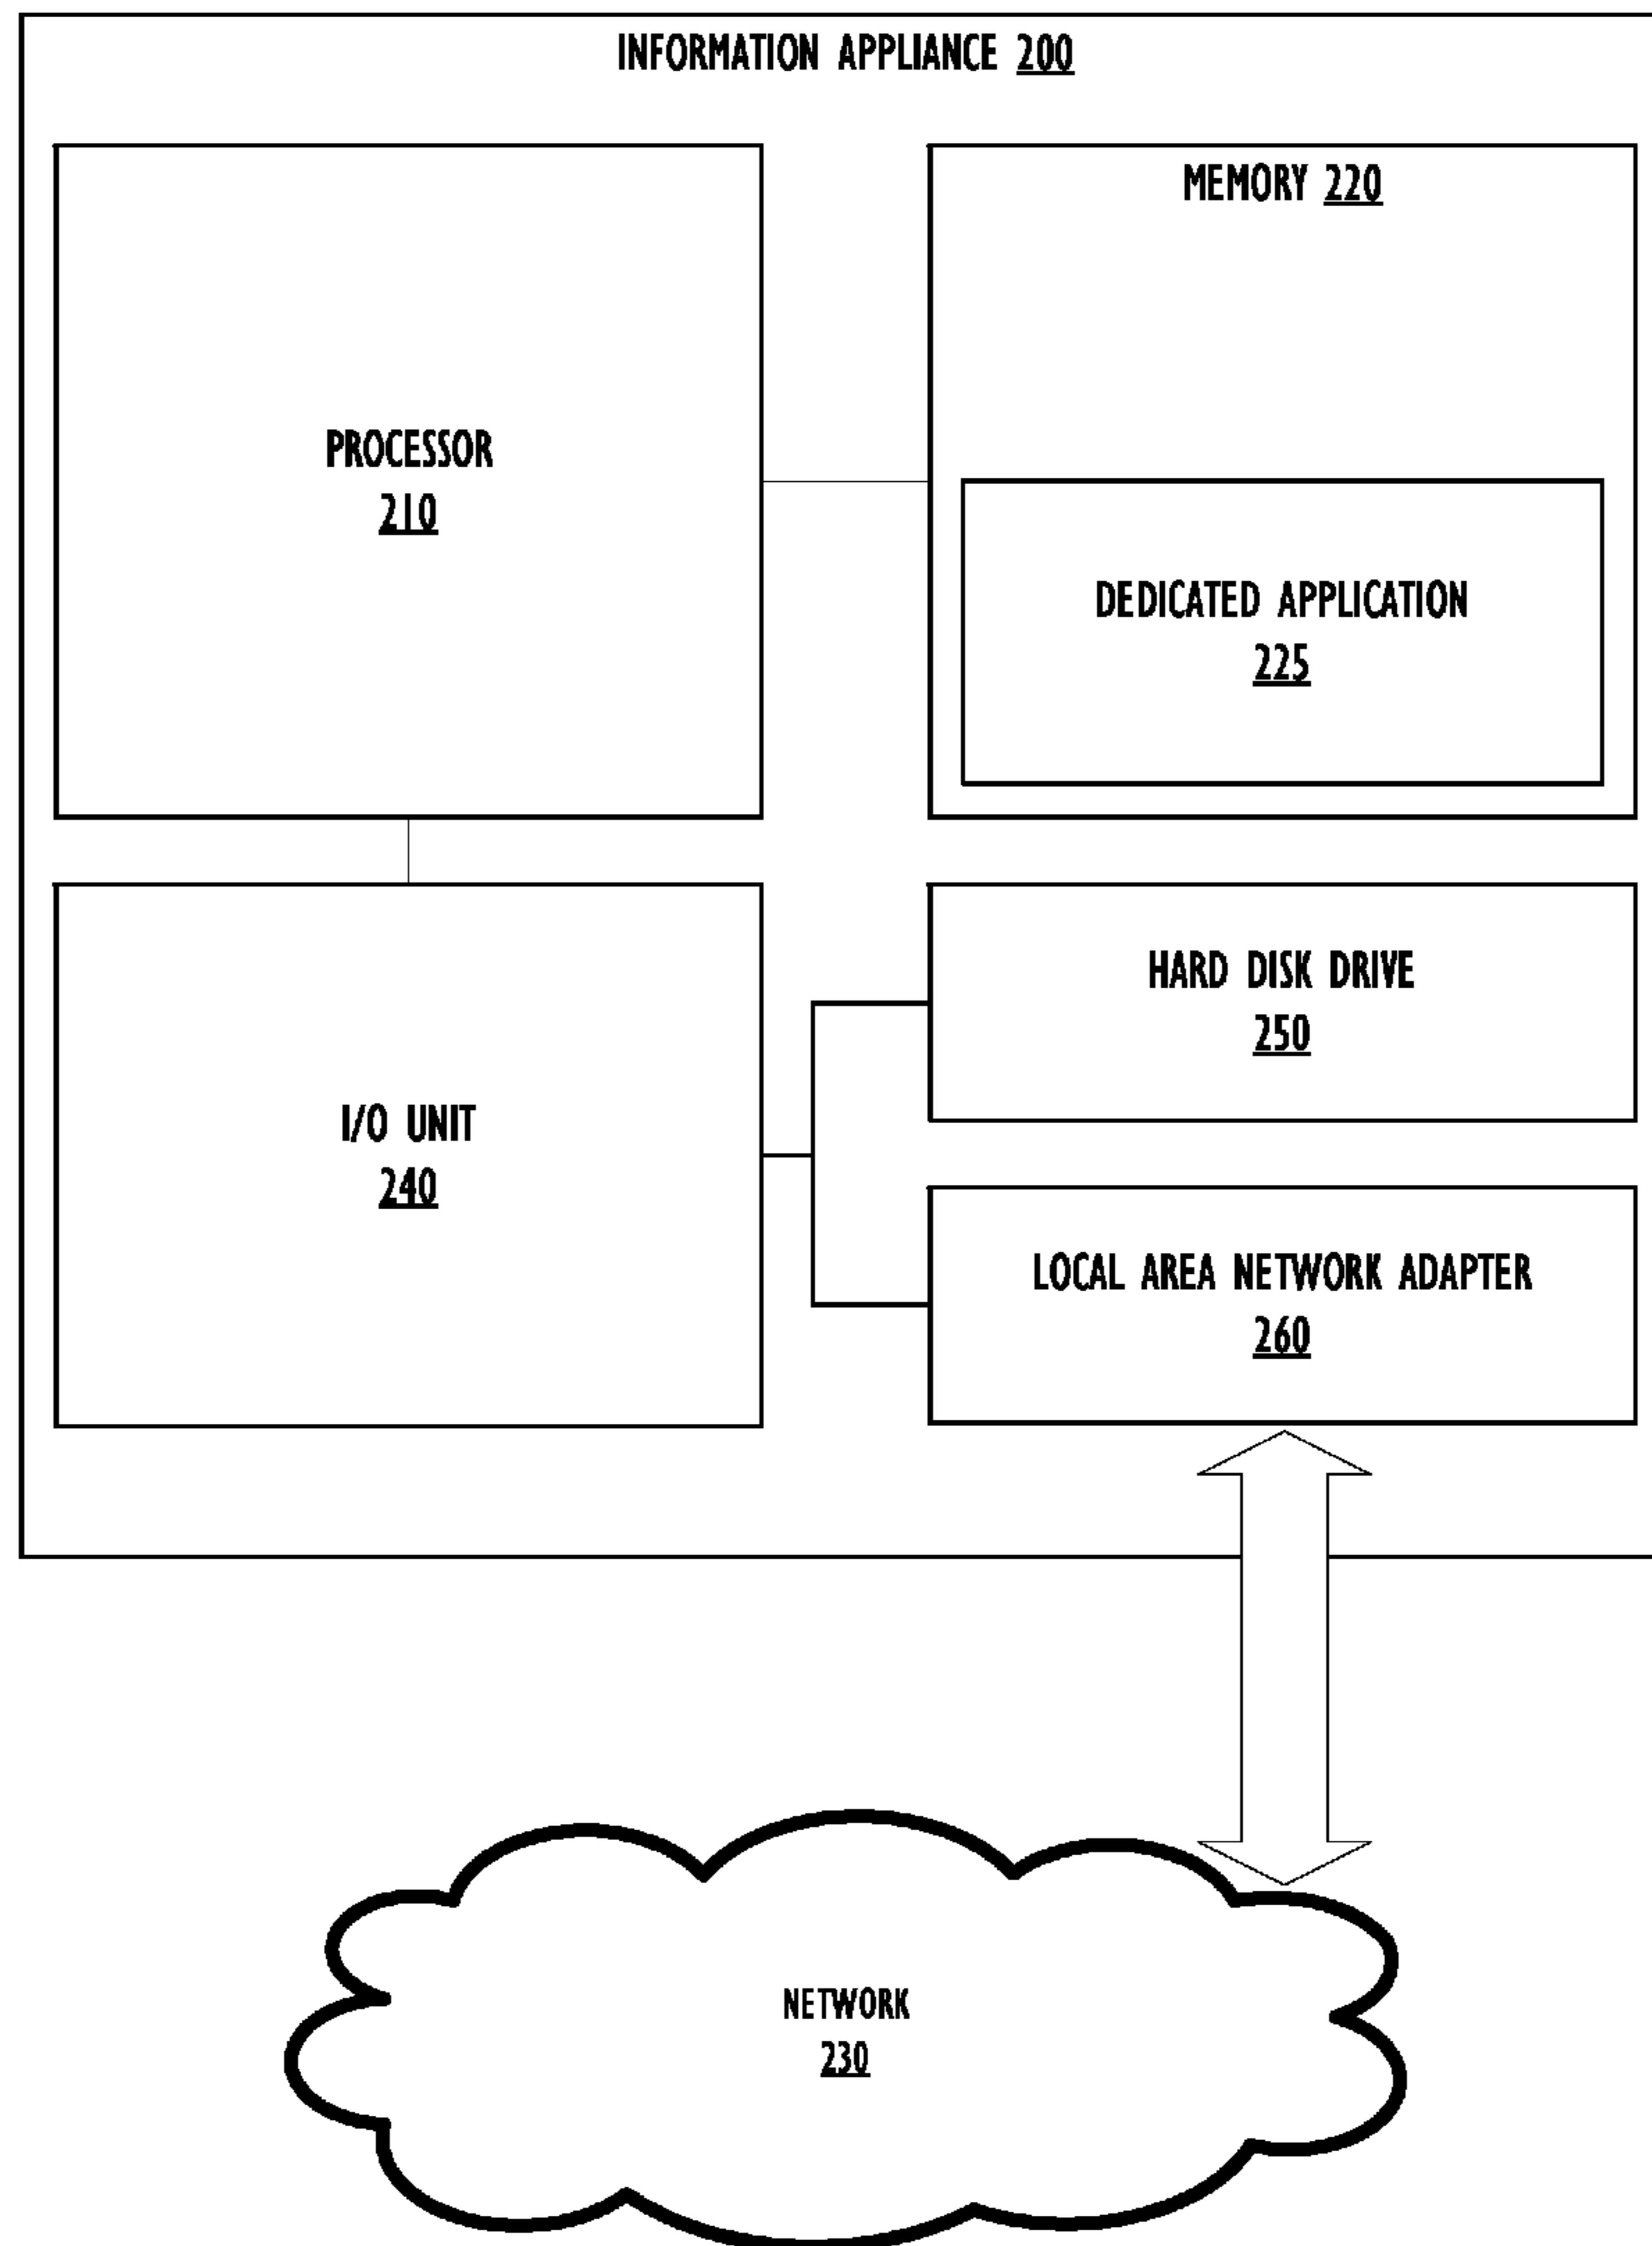 INFORMATION APPLIANCE 200
PROCESSOR
210
MEMORY 220
DEDICATED APPLICATION
225
I/O UNIT
240
HARD DISK DRIVE
250
LOCAL AREA NETWORK ADAPTER
260
NETWORK
230